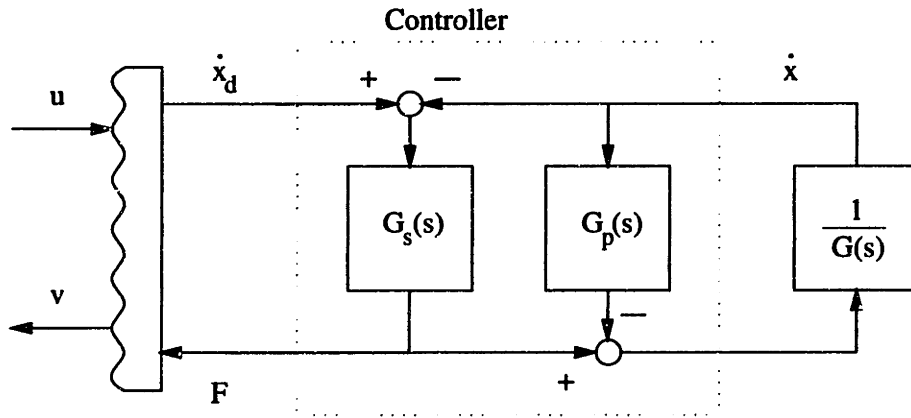 Controller
u
ẋ_d
+
−
ẋ
G_s(s)
G_p(s)
1
G(s)
v
−
+
F